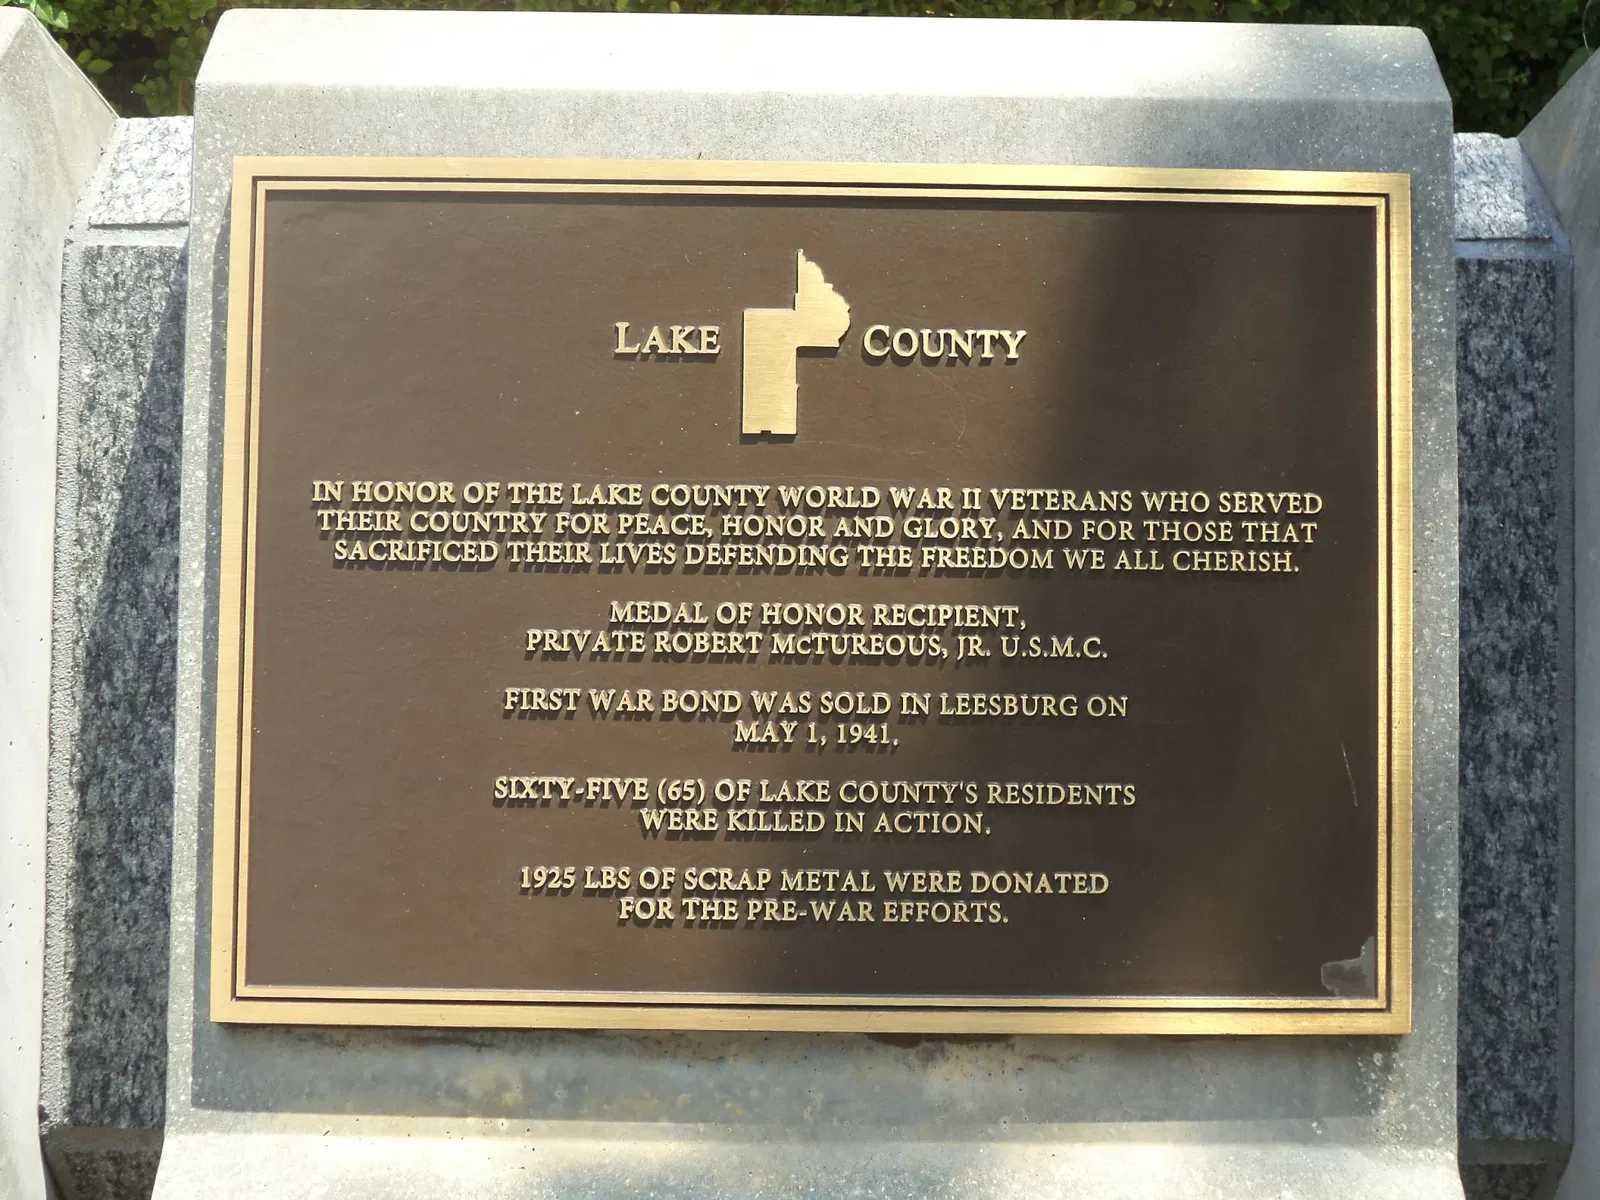 LAKE COUNTY
IN HONOR OF THE LAKE COUNTY WORLD WAR II VETERANS WHO SERVED
THEIR COUNTRY FOR PEACE, HONOR AND GLORY, AND FOR THOSE THAT
SACRIFICED THEIR LIVES DEFENDING THE FREEDOM WE ALL CHERISH.
MEDAL OF HONOR RECIPIENT,
PRIVATE ROBERT McTUREOUS, JR. U.S.M.C.
FIRST WAR BOND WAS SOLD IN LEESBURG ON
MAY 1, 1941.
SIXTY-FIVE (65) OF LAKE COUNTY'S RESIDENTS
WERE KILLED IN ACTION.
1925 LBS OF SCRAP METAL WERE DONATED
FOR THE PRE-WAR EFFORTS.